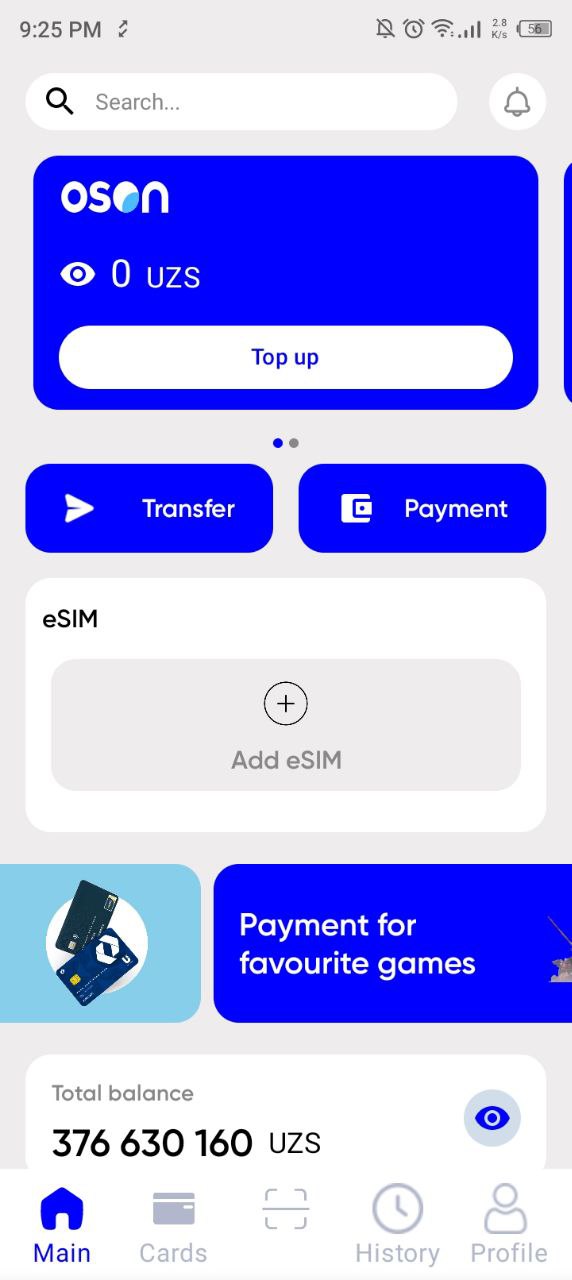 9:25 PM
2.8
K/s
56
Search...
oson
0 UZS
Top up
Transfer
Payment
eSIM
Add eSIM
Payment for
favourite games
Total balance
376 630 160 UZS
Main
Cards
History
Profile